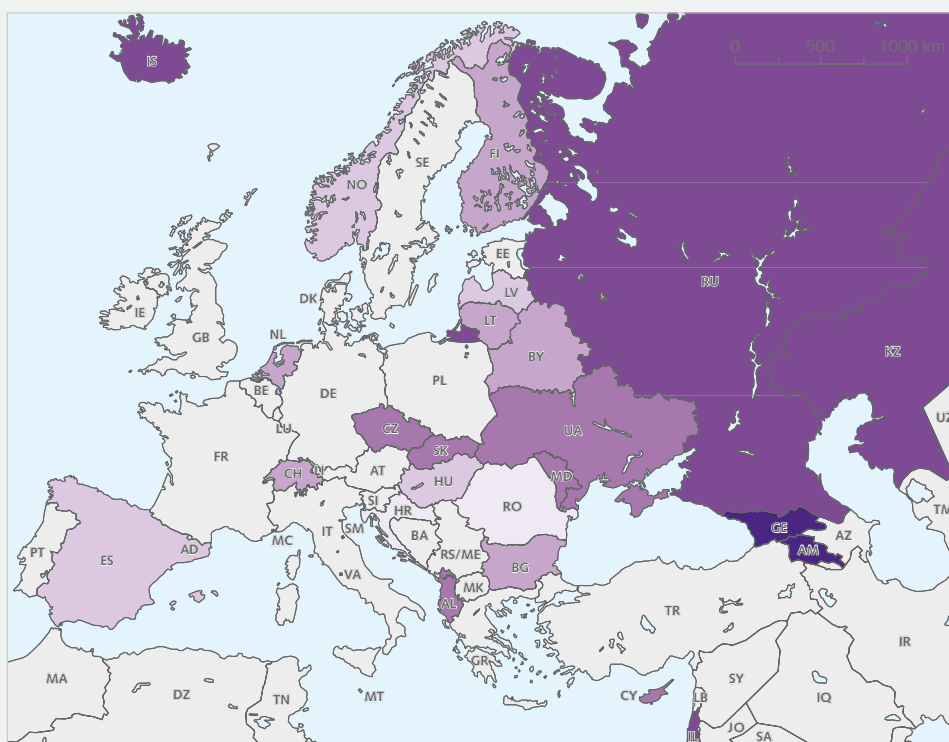 0 500 1000 km
IS
FI
SE
NO
EE
RU
LV
DK
IE
LT
NL
GB
KZ
BY
PL
BE
DE
UZ
LU
CZ
UA
SK
FR
CH
LI
AT
MD
HU
SI
RO
HR
TM
IT
SM
GE
AZ
BA
MC
PT
AD
RS/ME
AM
ES
BG
VA
MK
AL
TR
IR
GR
MA
SY
DZ
TN
MT
CY
LB
IQ
JO
IL
SA